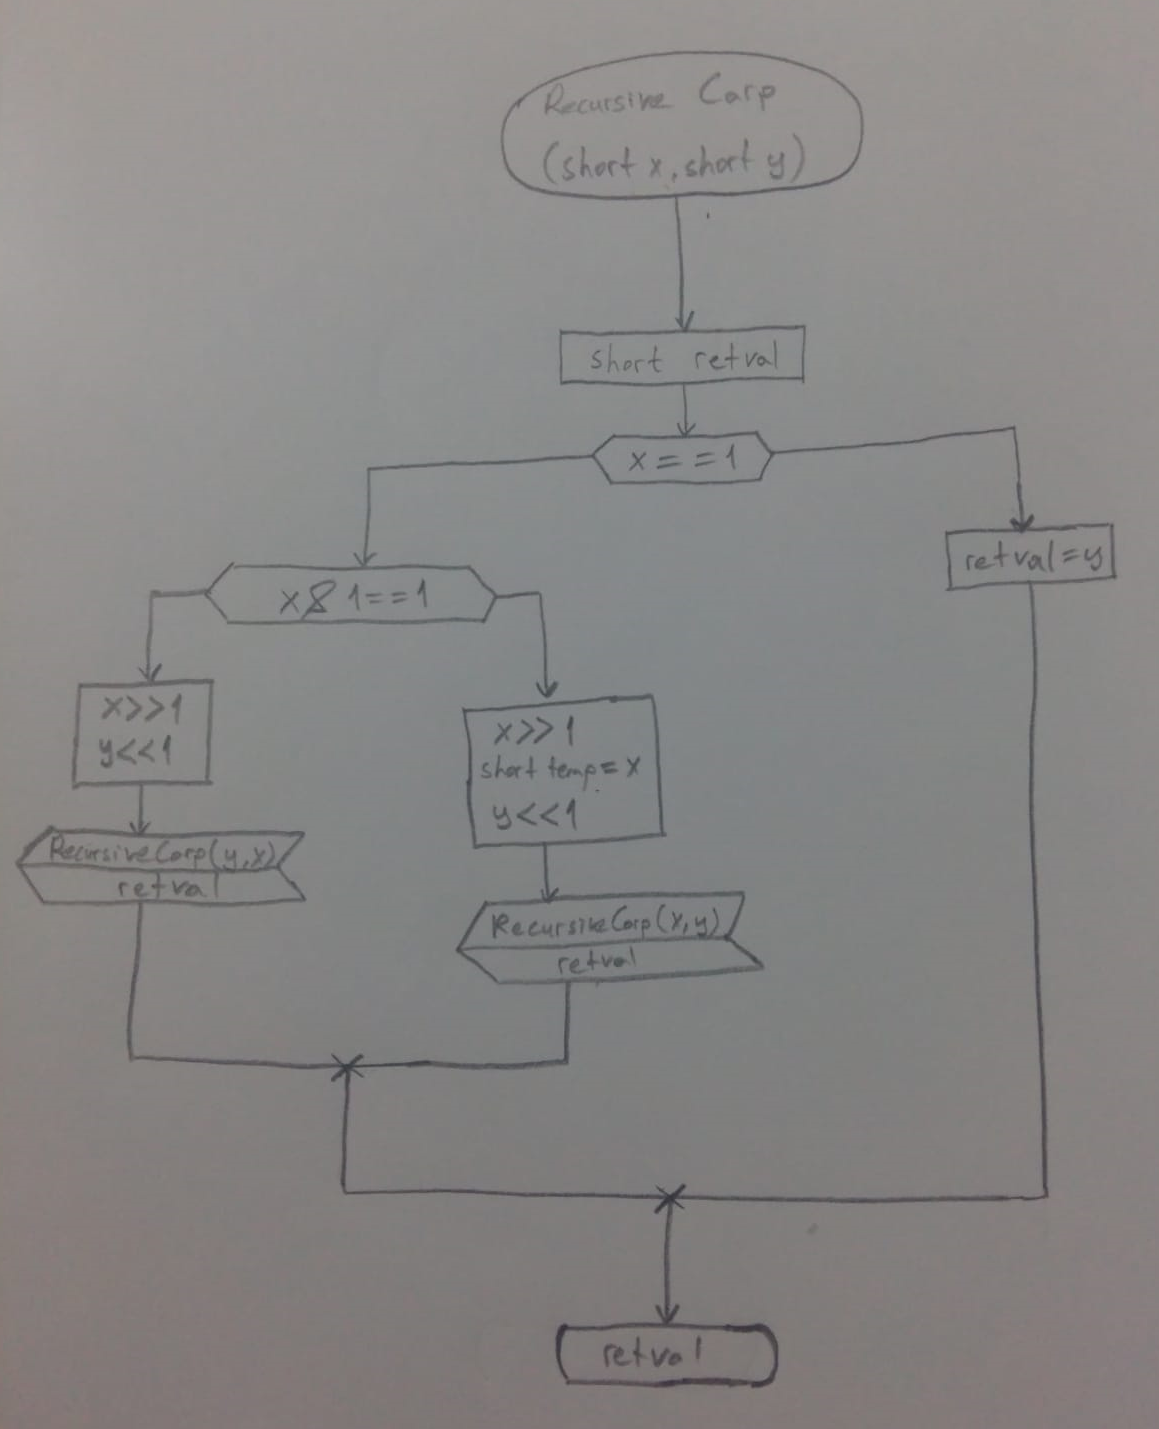 Recursive Carp
(short x, short y)
short retval
x==1
retval=y
x&1==1
x>>1
y<<1
x>>1
short temp=x
y<<1
RecursiveCarp(y,x)
retval
RecursiveCarp(x,y)
retval
retval